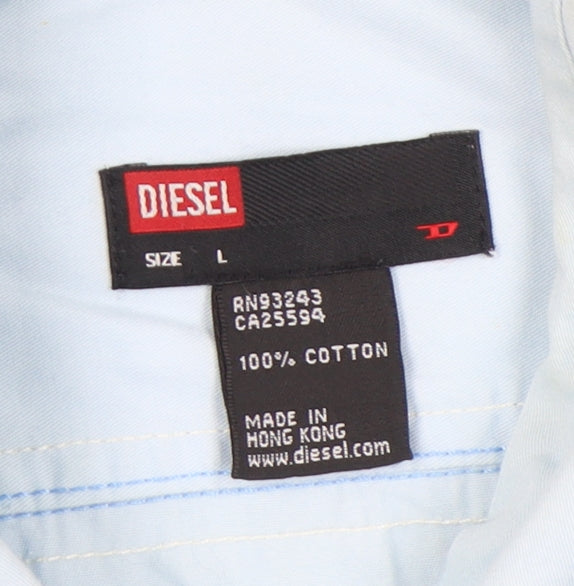 DIESEL
SIZE L
RN93243
CA25594
100% COTTON
MADE IN
HONG KONG
www.diesel.com